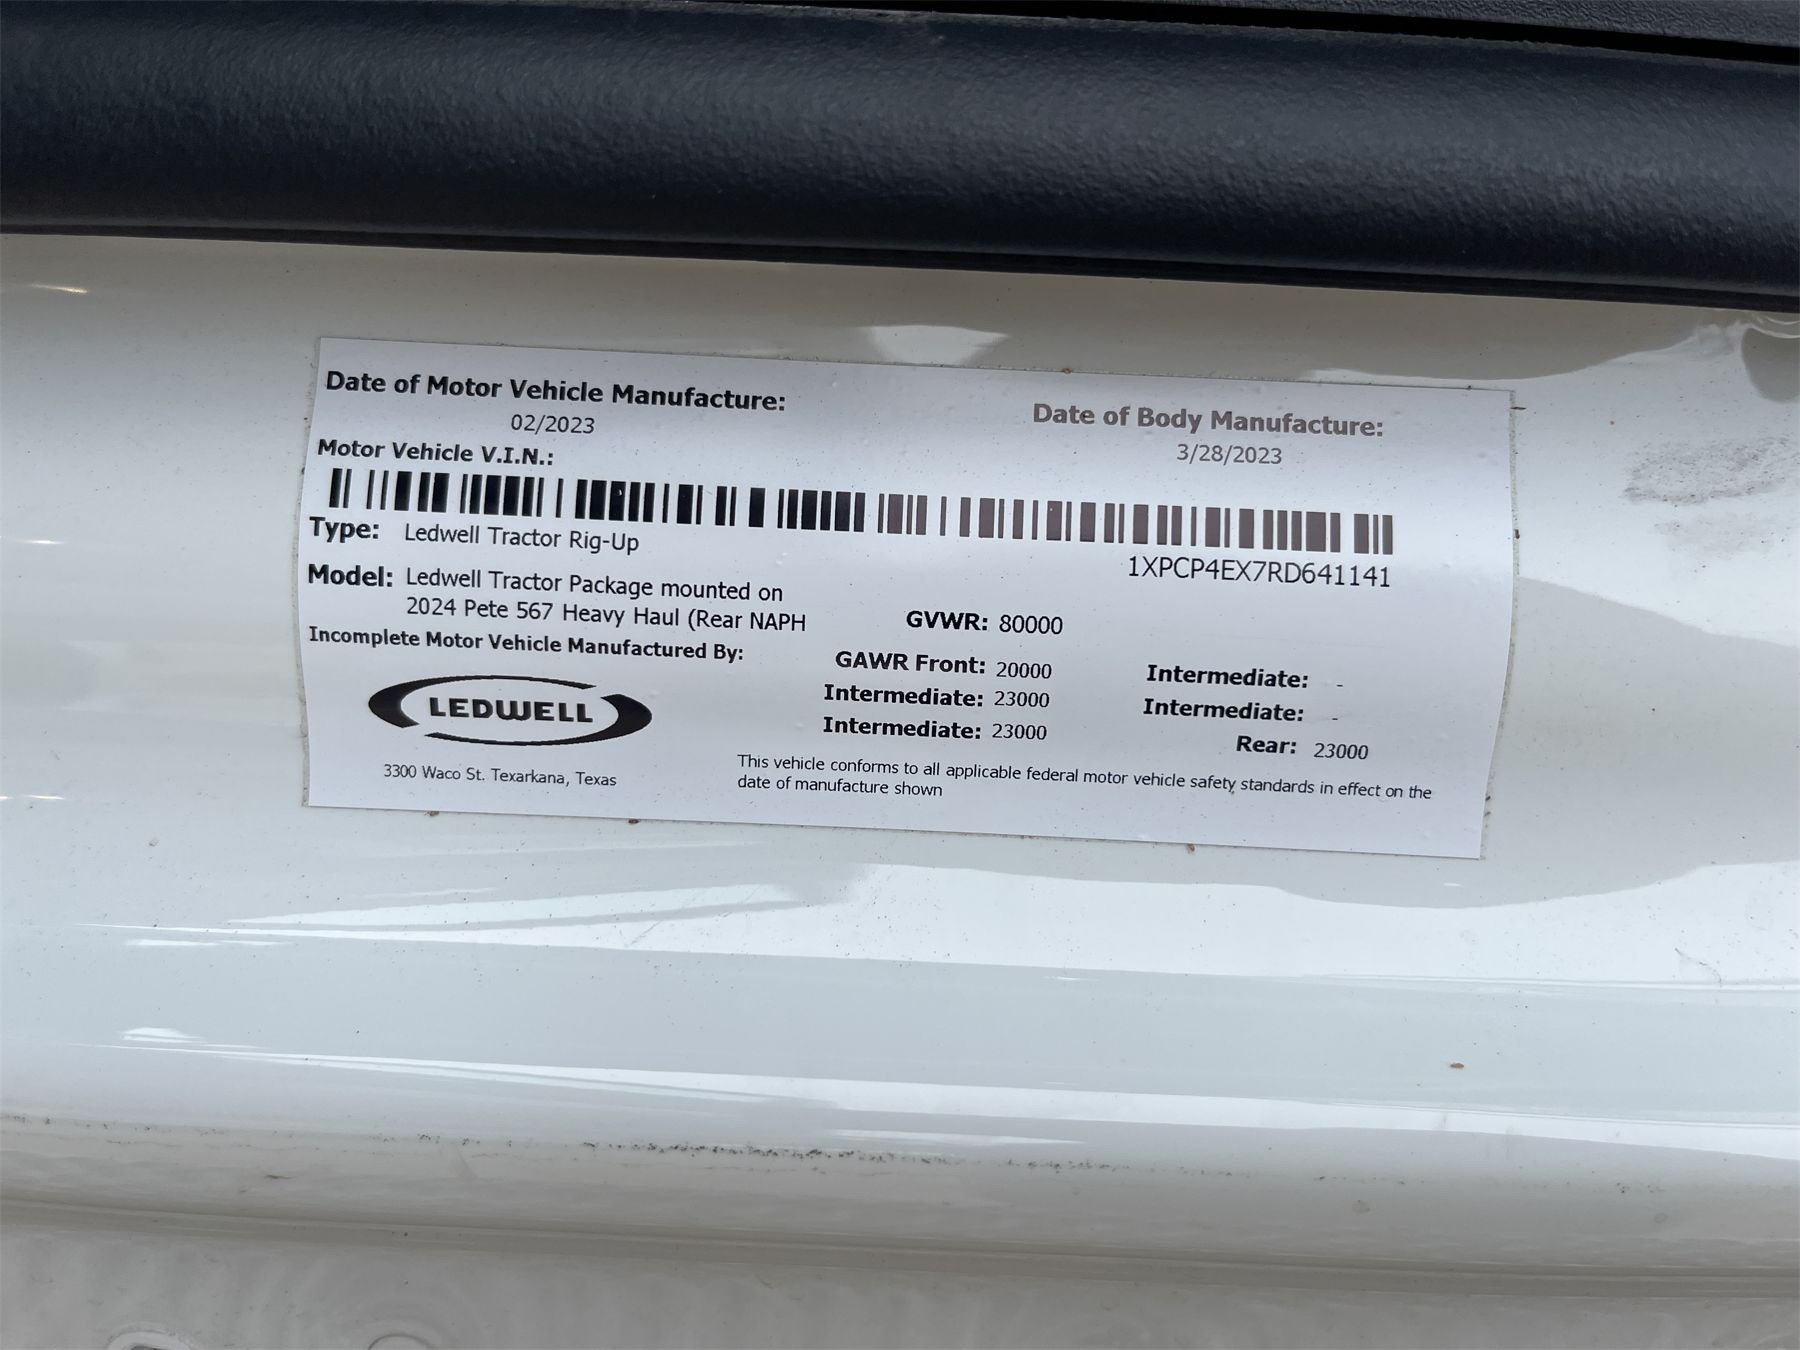 Date of Motor Vehicle Manufacture:
02/2023
Date of Body Manufacture:
3/28/2023
Motor Vehicle V.I.N.:
1XPCP4EX7RD641141
Type: Ledwell Tractor Rig-Up
Model: Ledwell Tractor Package mounted on
2024 Pete 567 Heavy Haul (Rear NAPH
GVWR: 80000
Incomplete Motor Vehicle Manufactured By:
LEDWELL
3300 Waco St. Texarkana, Texas
GAWR Front: 20000
Intermediate: 23000
Intermediate: 23000
Intermediate: -
Intermediate: -
Rear: 23000
This vehicle conforms to all applicable federal motor vehicle safety standards in effect on the
date of manufacture shown